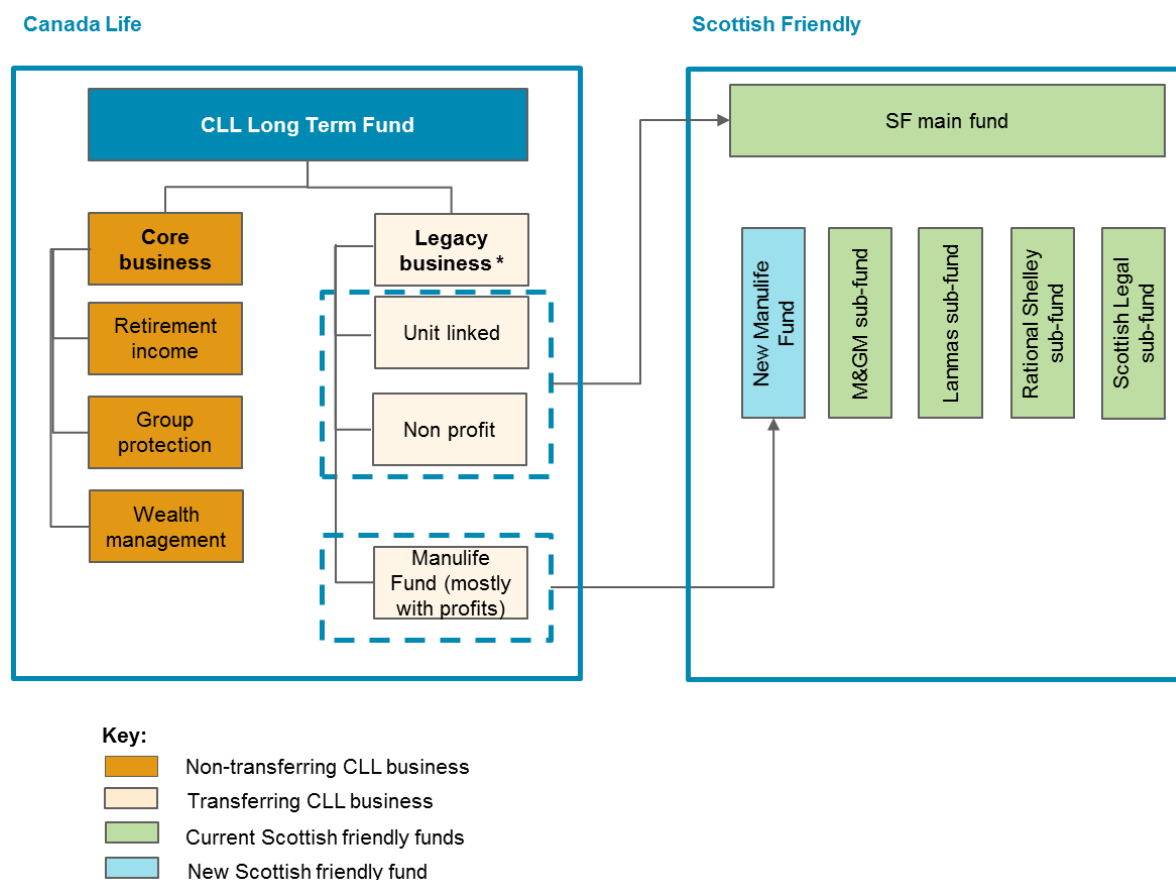 Canada Life
Scottish Friendly
CLL Long Term Fund
Core
business
Retirement
income
Group
protection
Wealth
management
Legacy
business *
Unit linked
Non profit
Manulife
Fund (mostly
with profits)
SF main fund
New Manulife
Fund
M&GM sub-fund
Lanmas sub-fund
Rational Shelley
sub-fund
Scottish Legal
sub-fund
Key:
Non-transferring CLL business
Transferring CLL business
Current Scottish friendly funds
New Scottish friendly fund